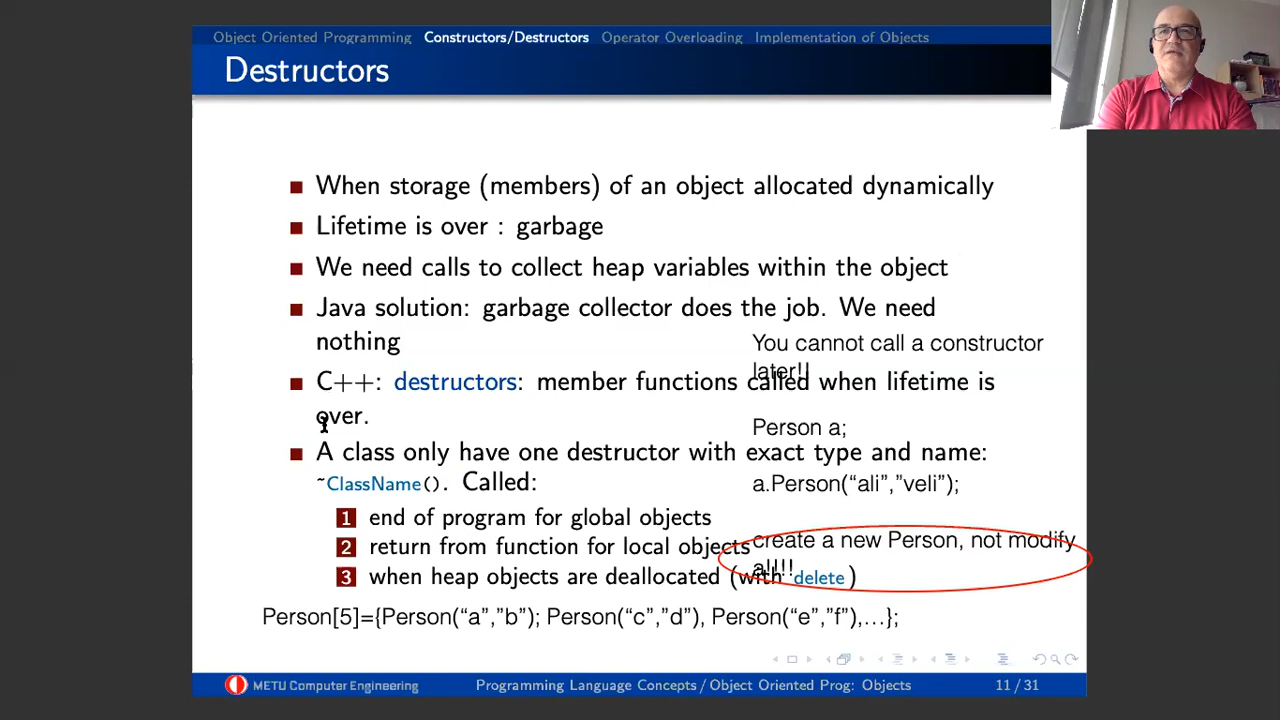 Object Oriented Programming Constructors/Destructors Operator Overloading Implementation of Objects
Destructors
When storage (members) of an object allocated dynamically
Lifetime is over : garbage
We need calls to collect heap variables within the object
Java solution: garbage collector does the job. We need
nothing
C++: destructors: member functions called when lifetime is
over.
A class only have one destructor with exact type and name:
~ClassName(). Called:
1 end of program for global objects
2 return from function for local objects
3 when heap objects are deallocated (with delete)
You cannot call a constructor
later!!
Person a;
a.Person("ali","veli");
create a new Person, not modify
a!!!!
Person[5]={Person("a","b"); Person("c","d"), Person("e","f"),...};
METU Computer Engineering Programming Language Concepts / Object Oriented Prog: Objects 11 / 31